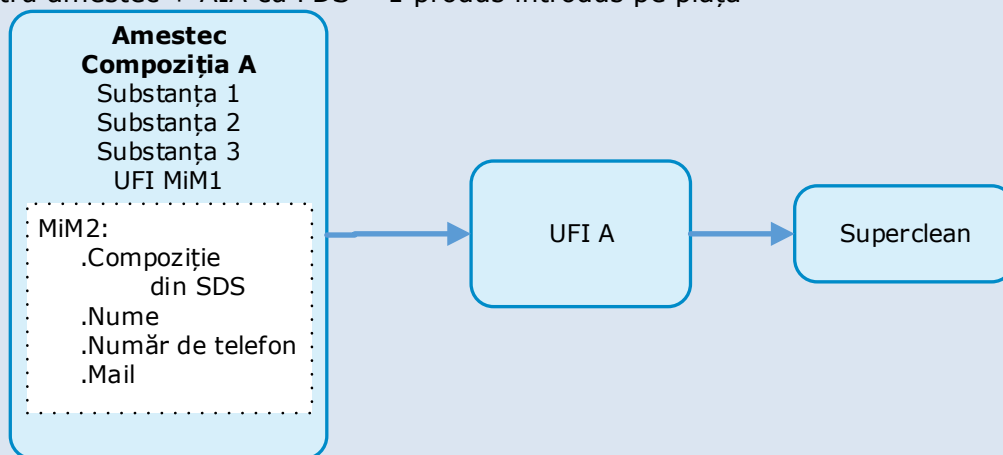 Amestec
Compoziția A
Substanța 1
Substanța 2
Substanța 3
UFI MiM1
MiM2:
.Compoziție
din SDS
.Nume
.Număr de telefon
.Mail
UFI A
Superclean